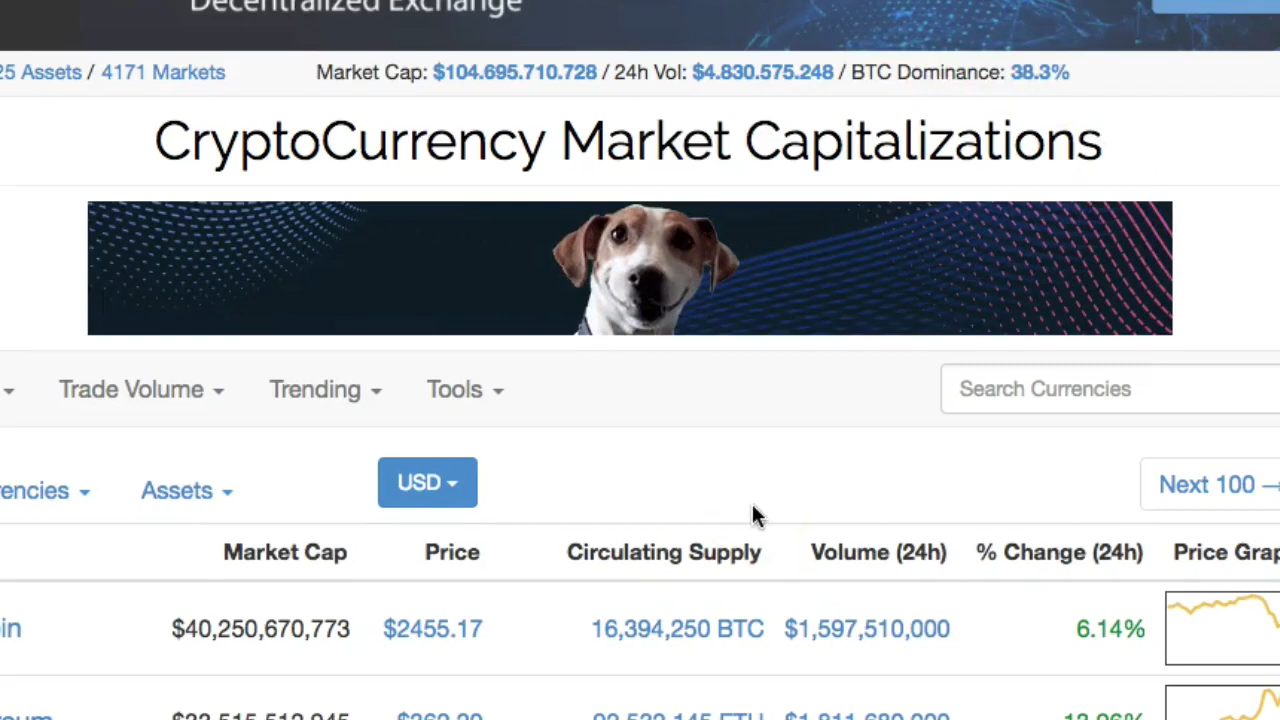 Decentralized Exchange
25 Assets / 4171 Markets Market Cap: $104.695.710.728 / 24h Vol: $4.830.575.248 / BTC Dominance: 38.3%
CryptoCurrency Market Capitalizations
Trade Volume Trending Tools Search Currencies
rencies Assets USD Next 100 →
Market Cap Price Circulating Supply Volume (24h) % Change (24h) Price Grap
in $40,250,670,773 $2455.17 16,394,250 BTC $1,597,510,000 6.14%